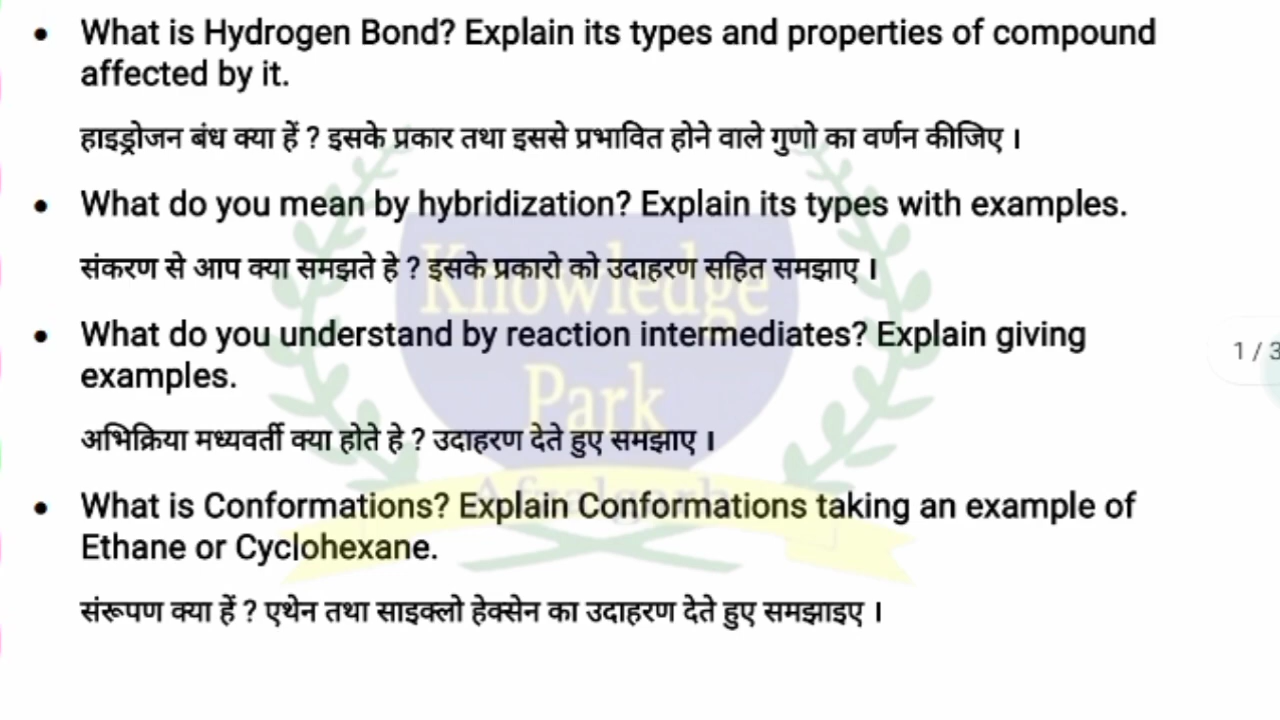 • What is Hydrogen Bond? Explain its types and properties of compound
affected by it.
हाइड्रोजन बंध क्या हें ? इसके प्रकार तथा इससे प्रभावित होने वाले गुणो का वर्णन कीजिए ।
• What do you mean by hybridization? Explain its types with examples.
संकरण से आप क्या समझते हे ? इसके प्रकारो को उदाहरण सहित समझाए ।
• What do you understand by reaction intermediates? Explain giving
examples.
अभिक्रिया मध्यवर्ती क्या होते हे ? उदाहरण देते हुए समझाए ।
• What is Conformations? Explain Conformations taking an example of
Ethane or Cyclohexane.
संरूपण क्या हें ? एथेन तथा साइक्लो हेक्सेन का उदाहरण देते हुए समझाइए ।
Knowledge
Park
1 / 3